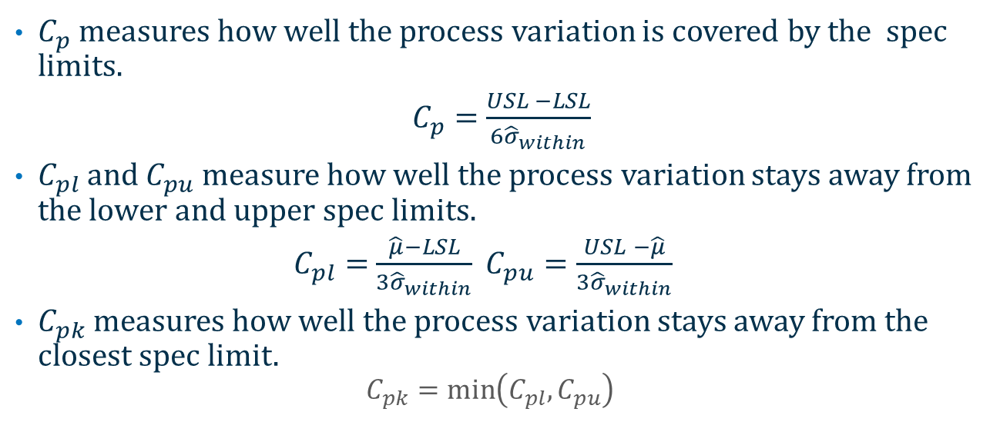 • Cₚ measures how well the process variation is covered by the  spec
limits.
$C_p = \frac{USL - LSL}{6\hat{\sigma}_{within}}$
• $C_{pl}$ and $C_{pu}$ measure how well the process variation stays away from
the lower and upper spec limits.
$C_{pl} = \frac{\hat{\mu} - LSL}{3\hat{\sigma}_{within}}$ $C_{pu} = \frac{USL - \hat{\mu}}{3\hat{\sigma}_{within}}$
• $C_{pk}$ measures how well the process variation stays away from the
closest spec limit.
$C_{pk} = \min(C_{pl}, C_{pu})$